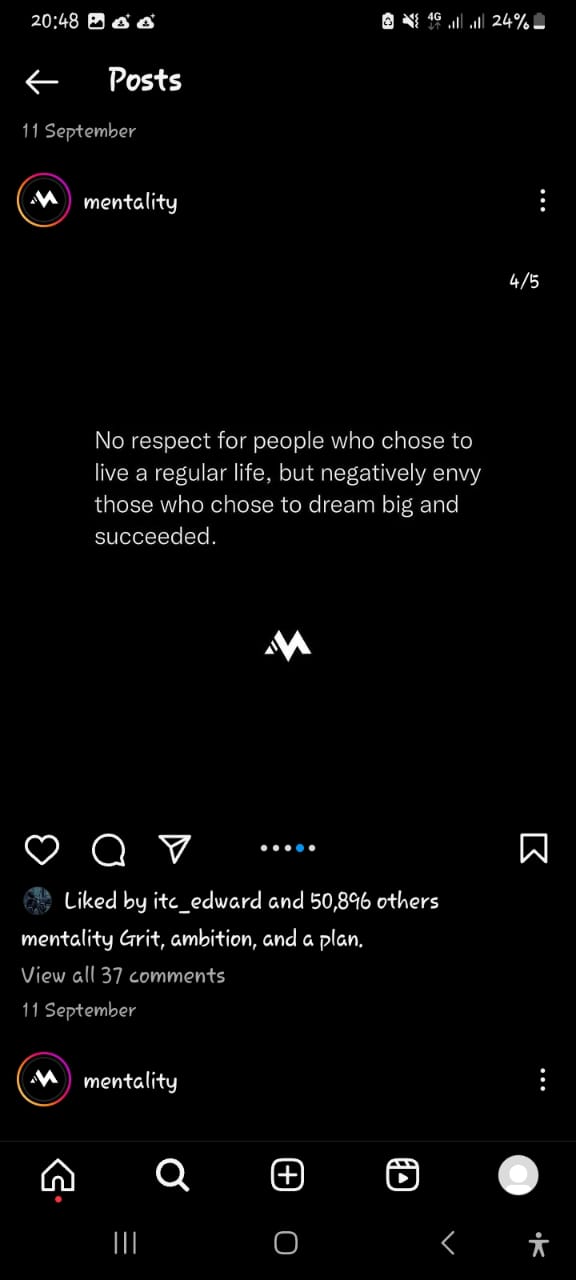 20:48 4G 24%
Posts
11 September
mentality
4/5
No respect for people who chose to
live a regular life, but negatively envy
those who chose to dream big and
succeeded.
Liked by itc_edward and 50,896 others
mentality Grit, ambition, and a plan.
View all 37 comments
11 September
mentality